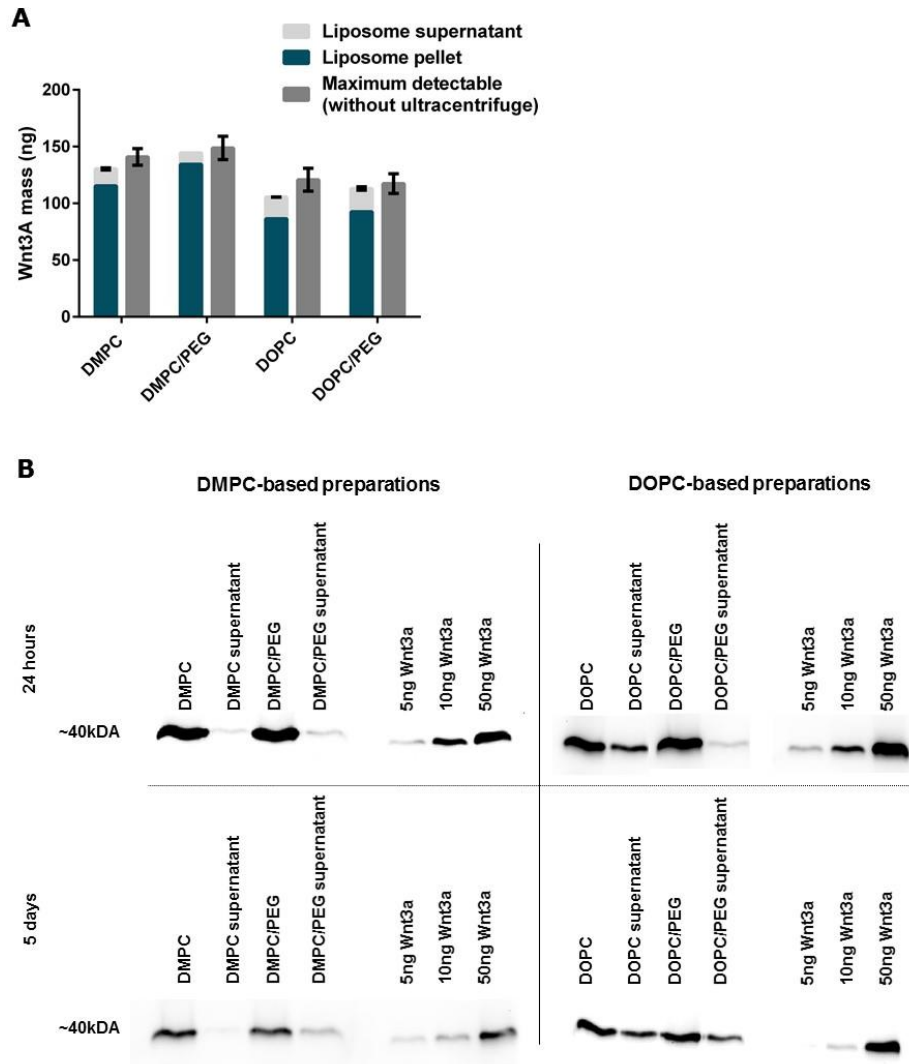 A
Liposome supernatant
Liposome pellet
Maximum detectable
(without ultracentrifuge)
Wnt3A mass (ng)
200
150
100
50
0
DMPC
DMPC/PEG
DOPC
DOPC/PEG
B
DMPC-based preparations
DOPC-based preparations
24 hours
DMPC
DMPC supernatant
DMPC/PEG
DMPC/PEG supernatant
5ng Wnt3a
10ng Wnt3a
50ng Wnt3a
DOPC
DOPC supernatant
DOPC/PEG
DOPC/PEG supernatant
5ng Wnt3a
10ng Wnt3a
50ng Wnt3a
~40kDA
5 days
DMPC
DMPC supernatant
DMPC/PEG
DMPC/PEG supernatant
5ng Wnt3a
10ng Wnt3a
50ng Wnt3a
DOPC
DOPC supernatant
DOPC/PEG
DOPC/PEG supernatant
5ng Wnt3a
10ng Wnt3a
50ng Wnt3a
~40kDA